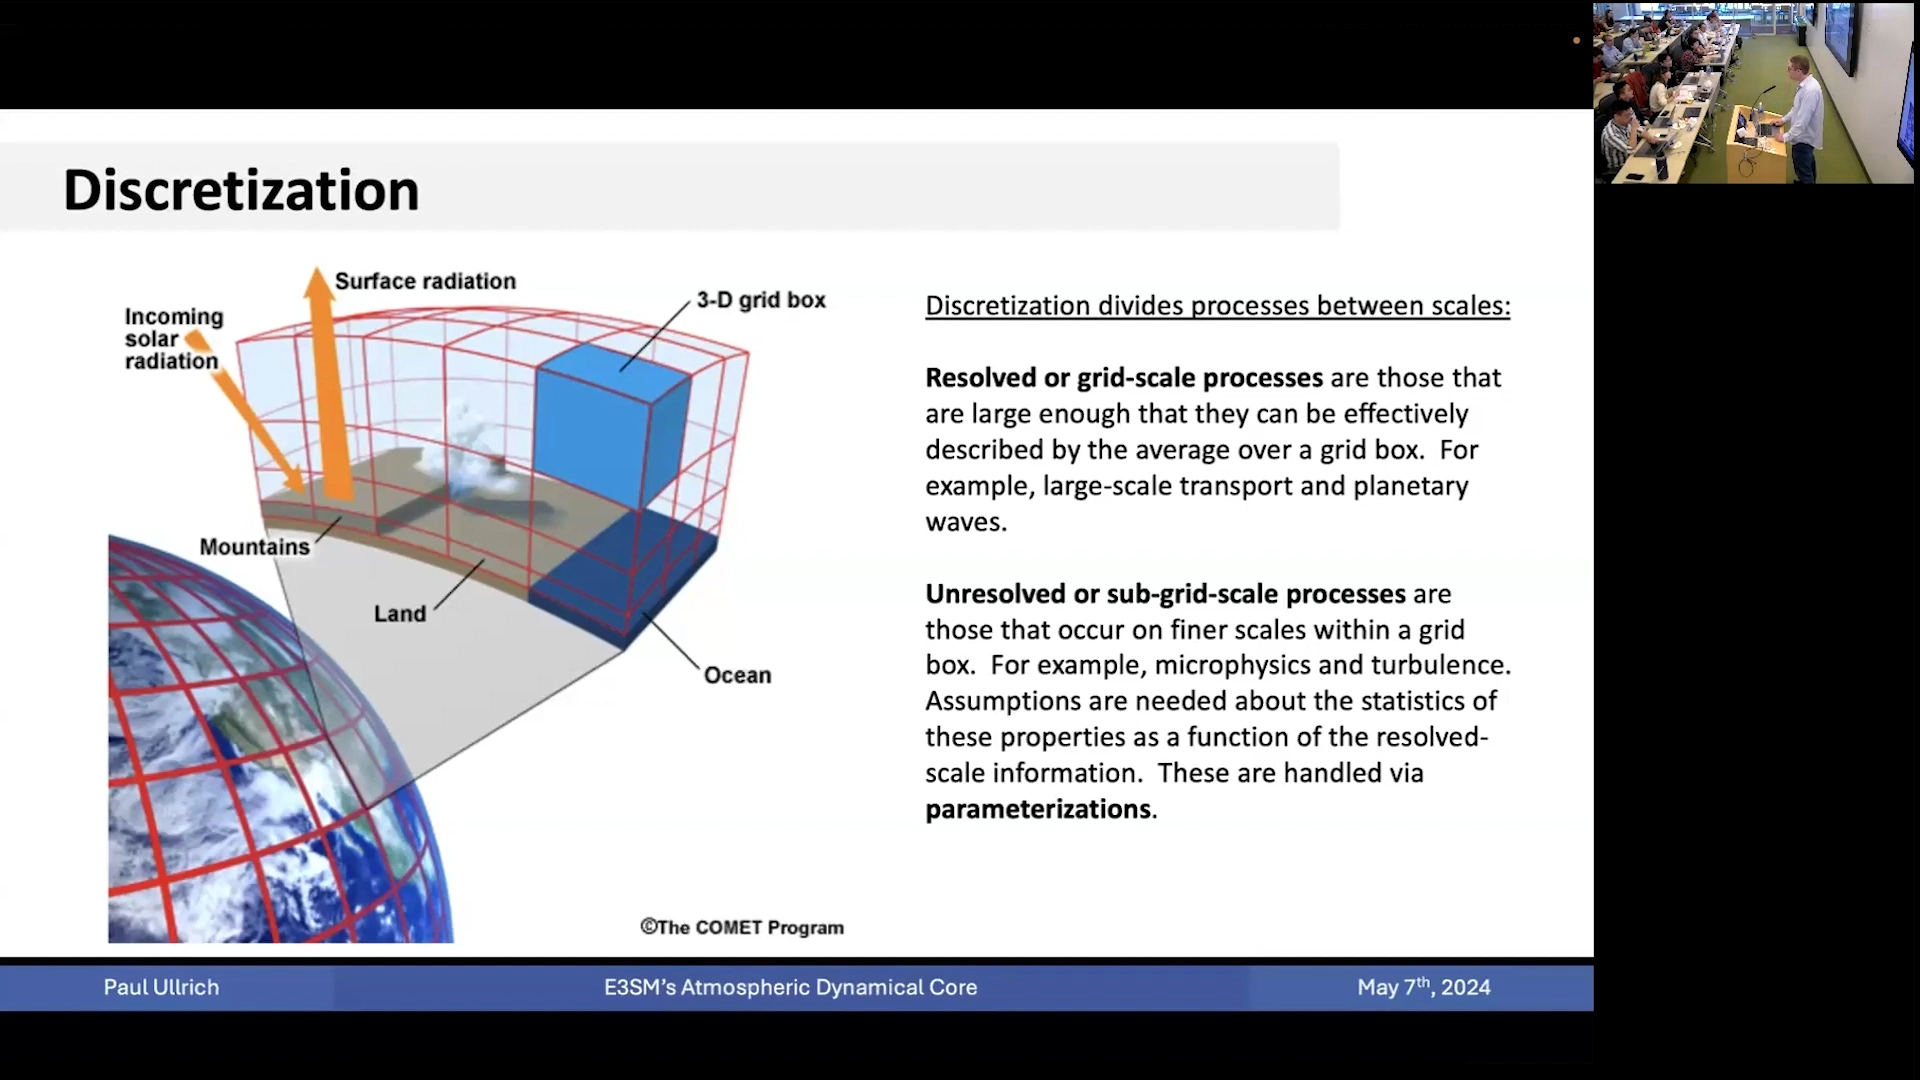 Discretization
Surface radiation
Incoming
solar
radiation
3-D grid box
Mountains
Land
Ocean
©The COMET Program
Discretization divides processes between scales:
Resolved or grid-scale processes are those that
are large enough that they can be effectively
described by the average over a grid box.  For
example, large-scale transport and planetary
waves.
Unresolved or sub-grid-scale processes are
those that occur on finer scales within a grid
box.  For example, microphysics and turbulence.
Assumptions are needed about the statistics of
these properties as a function of the resolved-
scale information.  These are handled via
parameterizations.
Paul Ullrich
E3SM’s Atmospheric Dynamical Core
May 7th, 2024